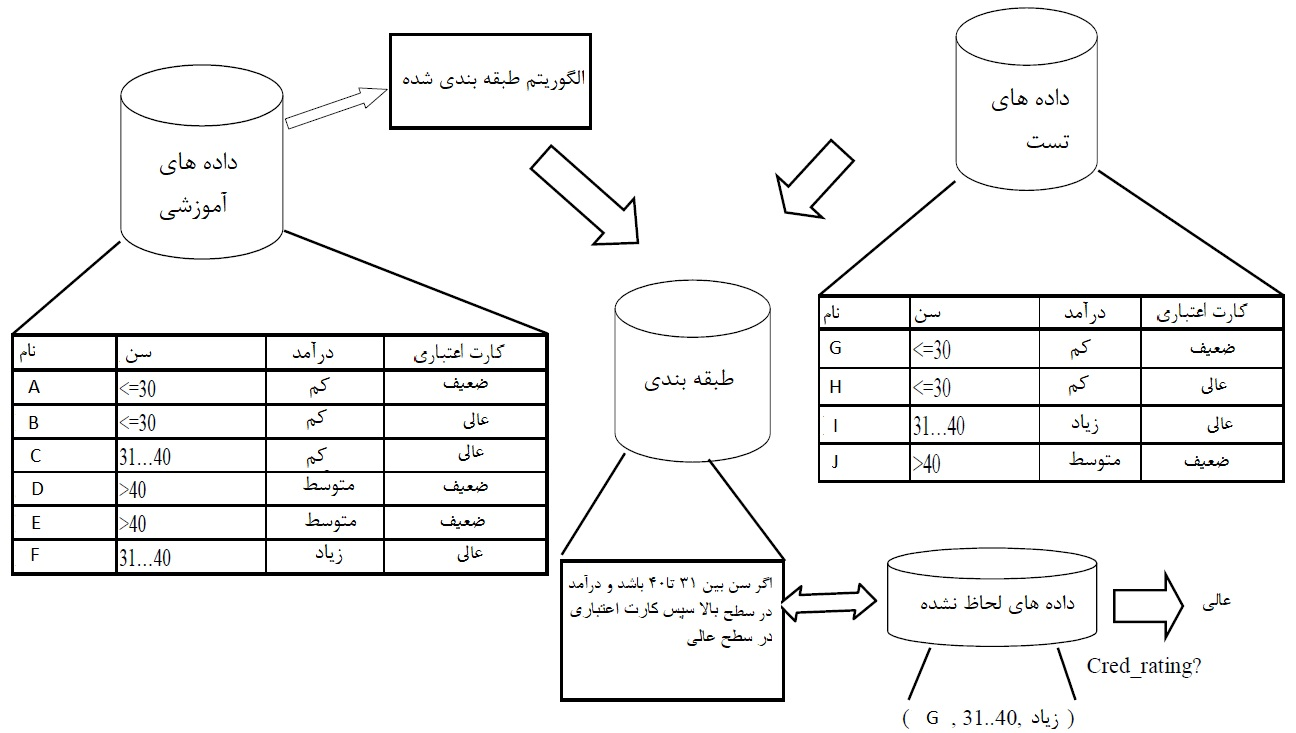 الگوریتم طبقه بندی شده
داده های
آموزشی
داده های
تست
نام سن درآمد کارت اعتباری
A <=30 کم ضعیف
B <=30 کم عالی
C 31...40 کم عالی
D >40 متوسط ضعیف
E >40 متوسط ضعیف
F 31...40 زیاد عالی
طبقه بندی
نام سن درآمد کارت اعتباری
G <=30 کم ضعیف
H <=30 کم عالی
I 31...40 زیاد عالی
J >40 متوسط ضعیف
اگر سن بین ۳۱ تا۴۰ باشد و درآمد
در سطح بالا سپس کارت اعتباری
در سطح عالی
داده های لحاظ نشده
عالی
Cred_rating?
( G , 31..40, زیاد )